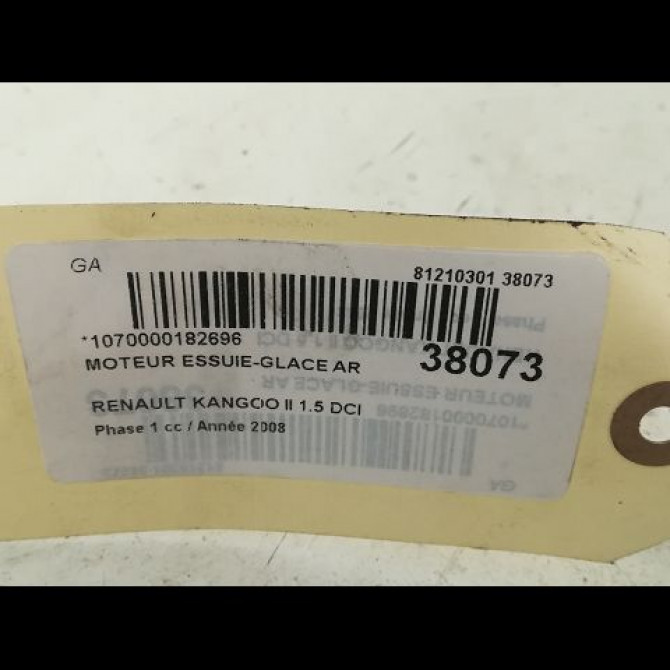 GA
81210301 38073
*1070000182696
38073
MOTEUR ESSUIE-GLACE AR
RENAULT KANGOO II 1.5 DCI
Phase 1 cc / Année 2008